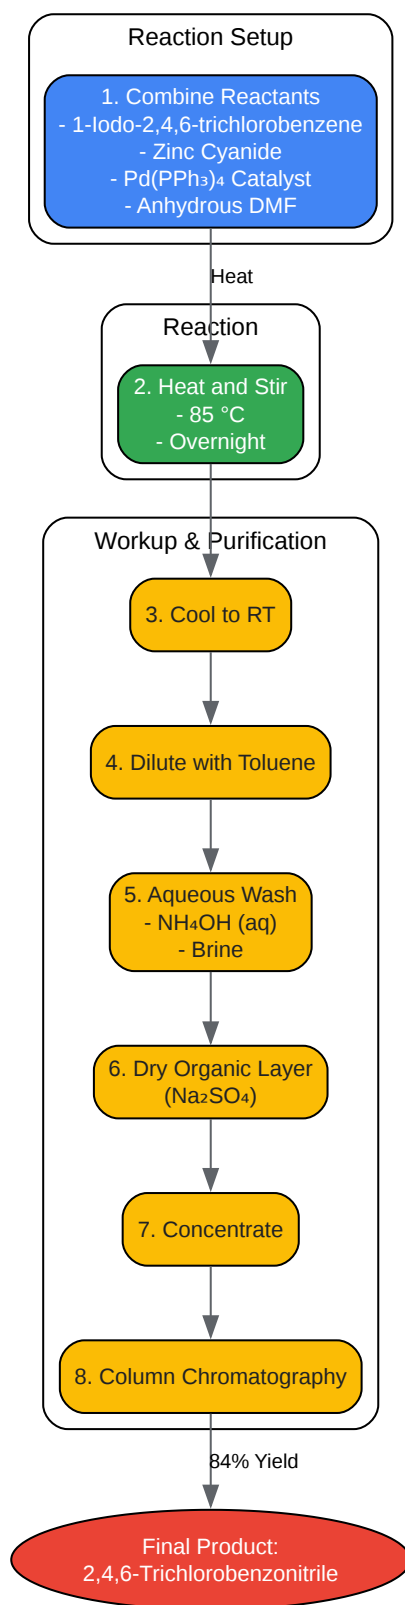 Reaction Setup
1. Combine Reactants
- 1-Iodo-2,4,6-trichlorobenzene
- Zinc Cyanide
- Pd(PPh₃)₄ Catalyst
- Anhydrous DMF
Heat
Reaction
2. Heat and Stir
- 85 °C
- Overnight
Workup & Purification
3. Cool to RT
4. Dilute with Toluene
5. Aqueous Wash
- NH₄OH (aq)
- Brine
6. Dry Organic Layer
(Na₂SO₄)
7. Concentrate
8. Column Chromatography
84% Yield
Final Product:
2,4,6-Trichlorobenzonitrile